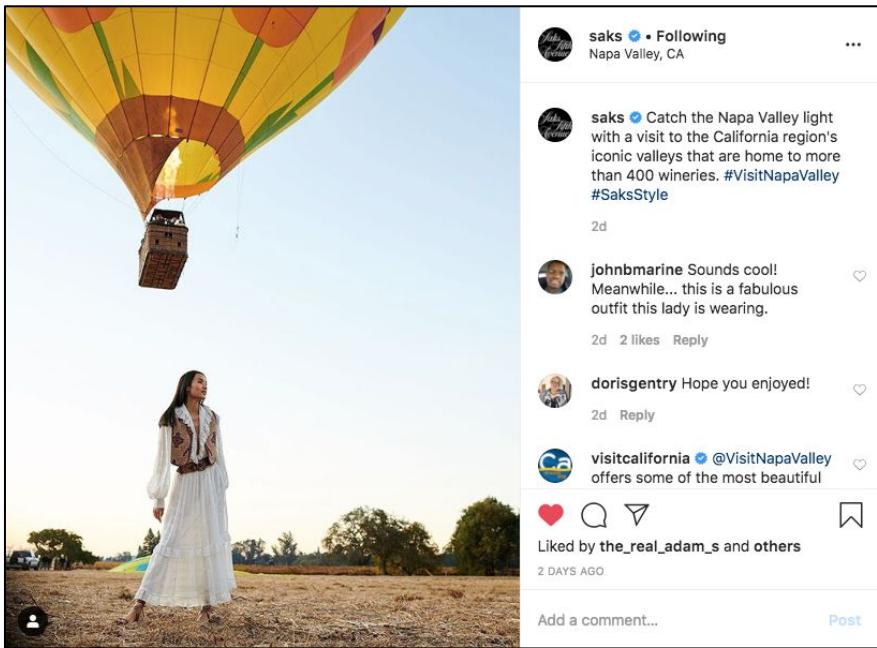 saks • Following
Napa Valley, CA
saks Catch the Napa Valley light
with a visit to the California region's
iconic valleys that are home to more
than 400 wineries. #VisitNapaValley
#SaksStyle
2d
johnbmarine Sounds cool!
Meanwhile... this is a fabulous
outfit this lady is wearing.
2d 2 likes Reply
dorisgentry Hope you enjoyed!
2d Reply
visitcalifornia @VisitNapaValley
offers some of the most beautiful
Liked by the_real_adam_s and others
2 DAYS AGO
Add a comment... Post